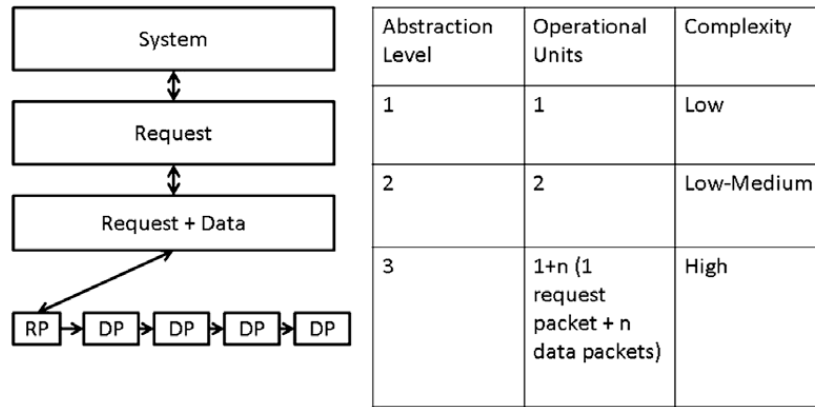 System
Request
Request + Data
RP DP DP DP DP
Abstraction Level
Operational Units
Complexity
1
1
Low
2
2
Low-Medium
3
1+n (1
request
packet + n
data packets)
High